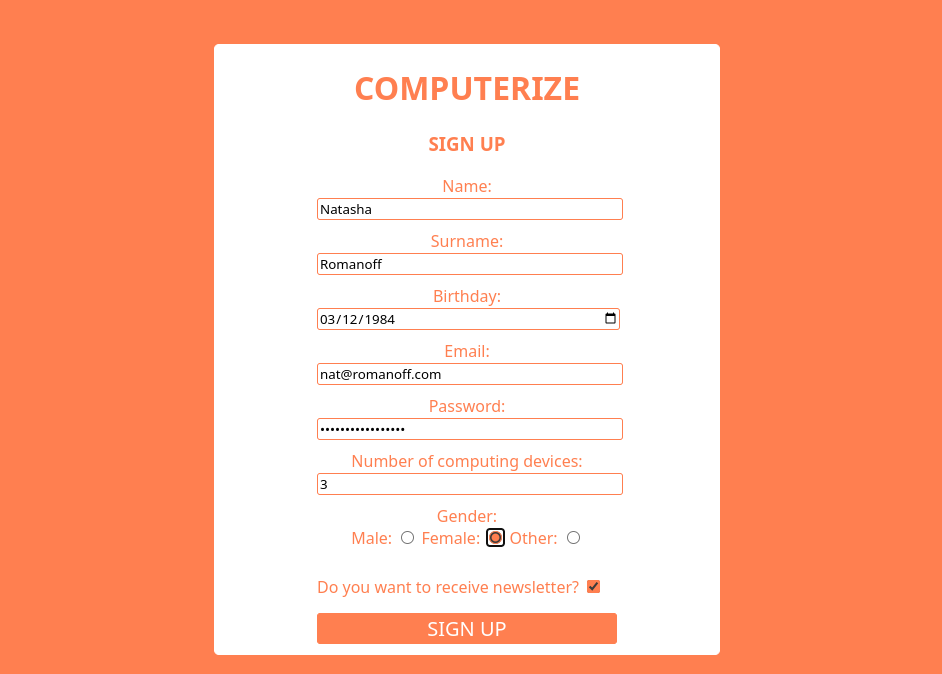 COMPUTERIZE
SIGN UP
Name:
Natasha
Surname:
Romanoff
Birthday:
03/12/1984
Email:
nat@romanoff.com
Password:
•••••••••••••••••
Number of computing devices:
3
Gender:
Male: Female: Other:
Do you want to receive newsletter?
SIGN UP